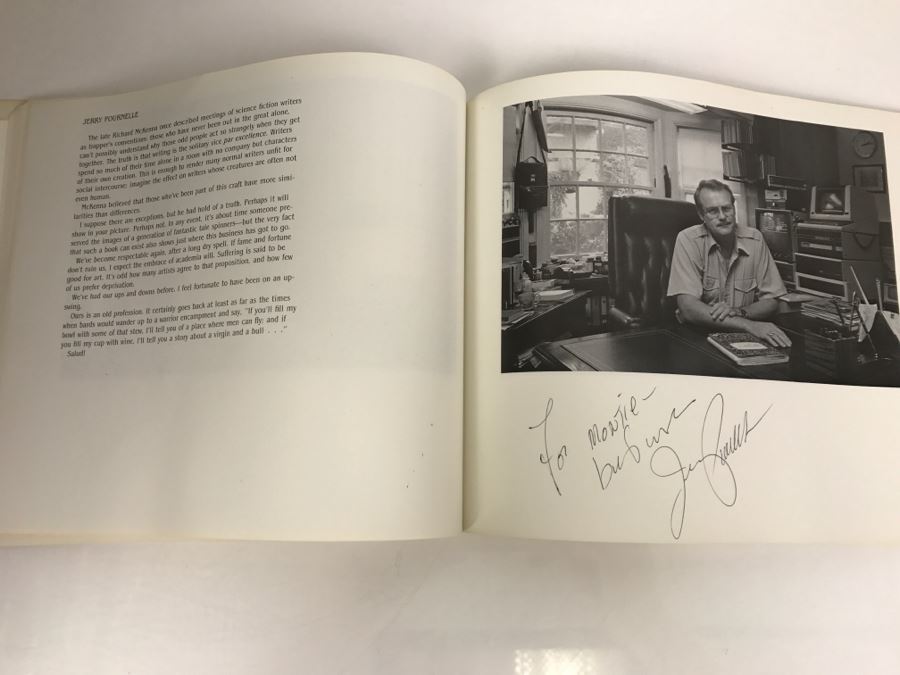 JERRY POURNELLE
The late Richard McKenna once described meetings of science fiction writers
as trapper's conventions: those who have never been out in the great alone,
can't possibly understand why those odd people act so strangely when they get
together. The truth is that writing is the solitary vice par excellence. Writers
spend so much of their time alone in a room with no company but characters
of their own creation. This is enough to render many normal writers unfit for
social intercourse; imagine the effect on writers whose creatures are often not
even human.
McKenna believed that those who've been part of this craft have more simi-
larities than differences.
I suppose there are exceptions, but he had hold of a truth. Perhaps it will
show in your picture. Perhaps not. In any event, it's about time someone pre-
served the images of a generation of fantastic tale spinners—but the very fact
that such a book can exist also shows just where this business has got to go.
We've become respectable again, after a long dry spell. If fame and fortune
don't ruin us, I expect the embrace of academia will. Suffering is said to be
good for art. It's odd how many artists agree to that proposition, and how few
of us prefer deprivation.
We've had our ups and downs before. I feel fortunate to have been on an up-
swing.
Ours is an old profession. It certainly goes back at least as far as the times
when bards would wander up to a warrior encampment and say, "If you'll fill my
bowl with some of that stew, I'll tell you of a place where men can fly; and if
you fill my cup with wine, I'll tell you a story about a virgin and a bull . . ."
Salud!
For